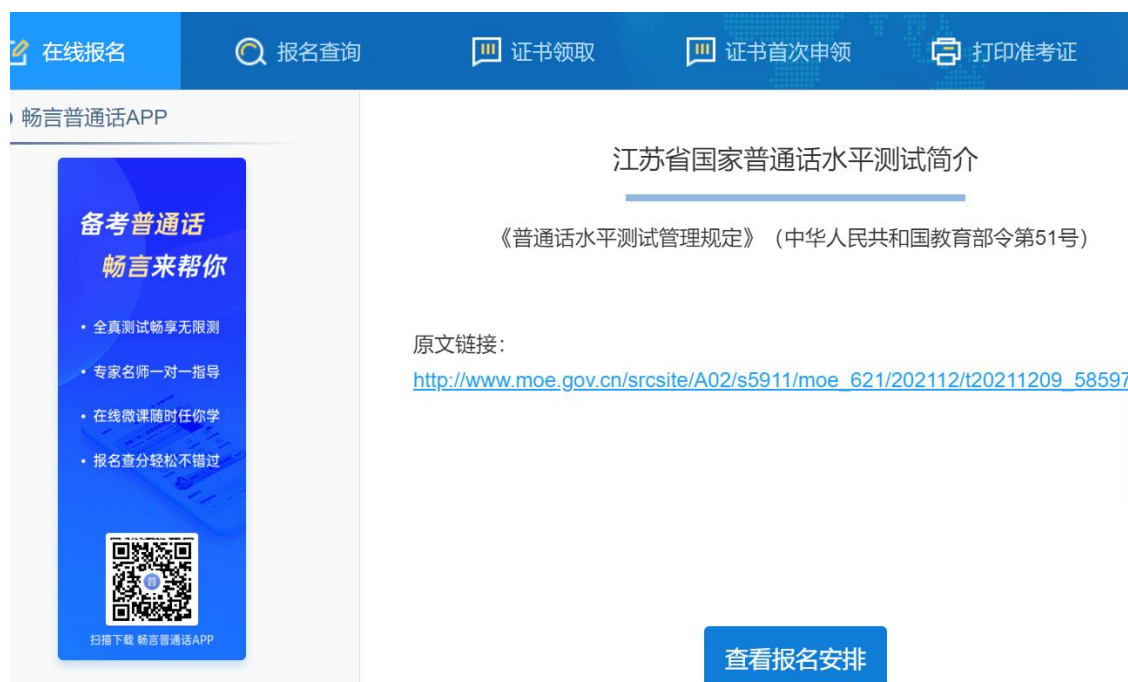 在线报名
报名查询
证书领取
证书首次申领
打印准考证
畅言普通话APP
备考普通话
畅言来帮你
• 全真测试畅享无限测
• 专家名师一对一指导
• 在线微课随时任你学
• 报名查分轻松不错过
普
扫描下载 畅言普通话APP
江苏省国家普通话水平测试简介
《普通话水平测试管理规定》（中华人民共和国教育部令第51号）
原文链接：
http://www.moe.gov.cn/srcsite/A02/s5911/moe_621/202112/t20211209_58597
查看报名安排